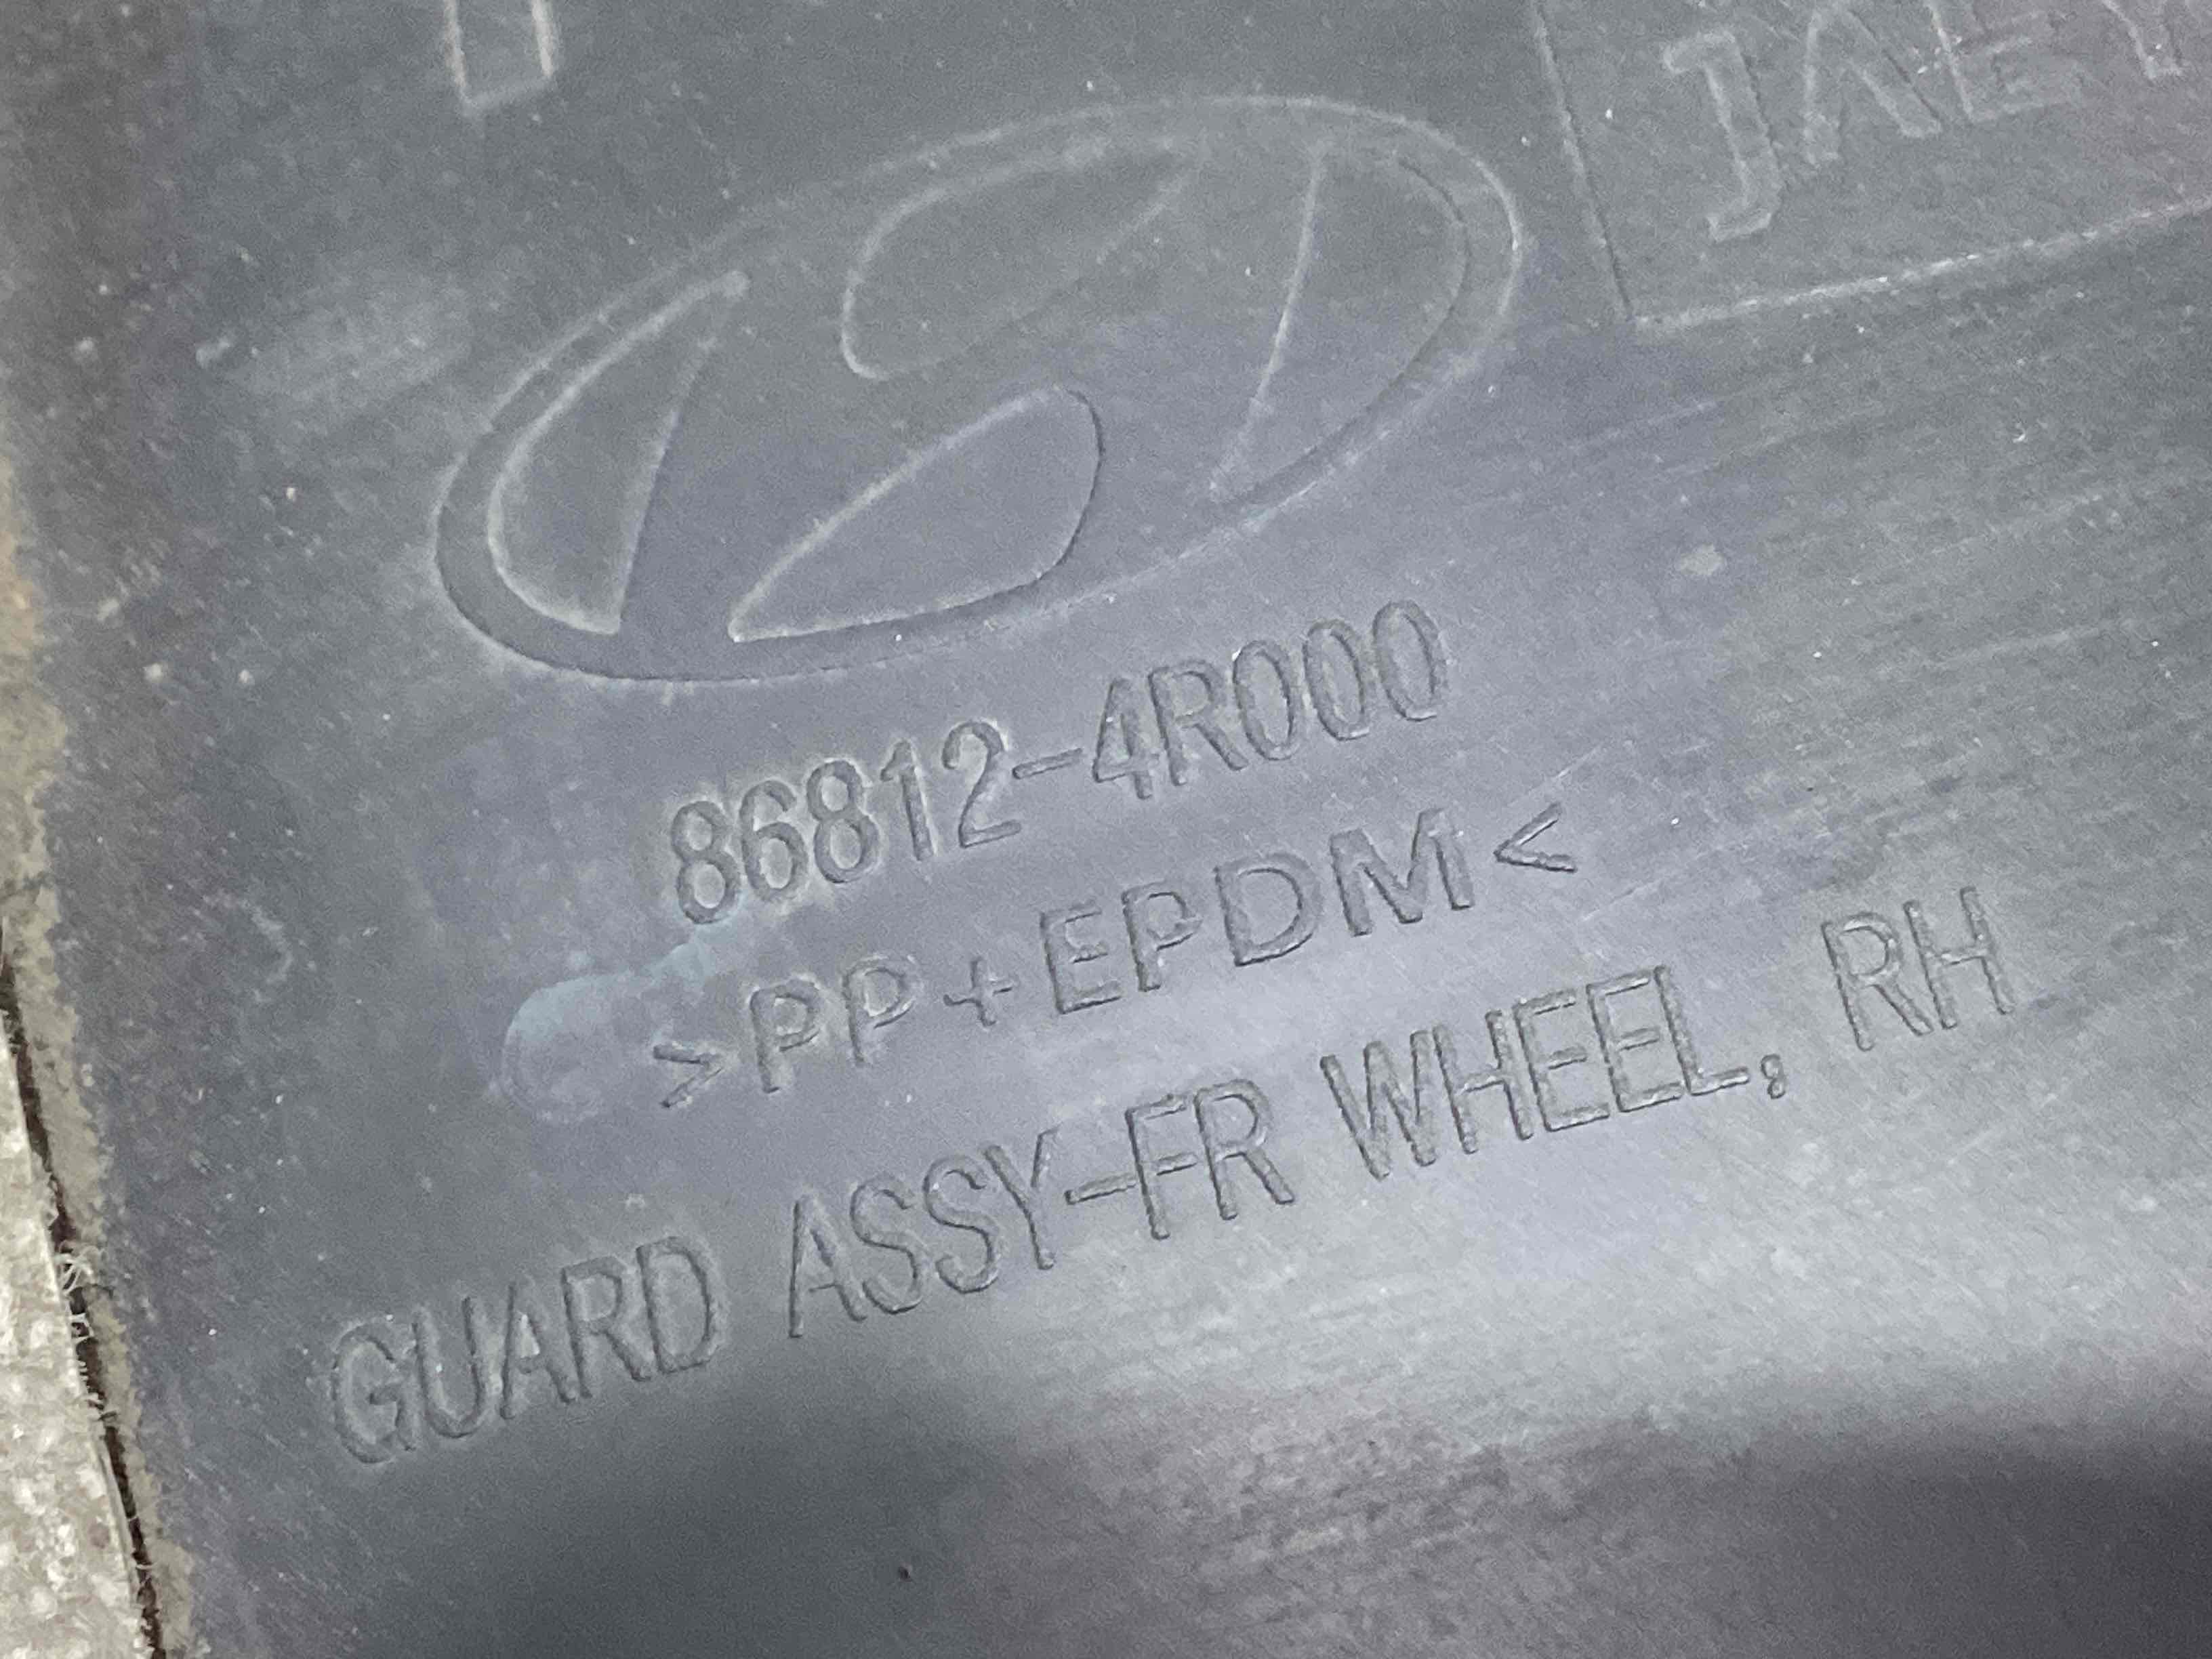 86812-4R000
>PP+EPDM<
GUARD ASSY-FR WHEEL, RH